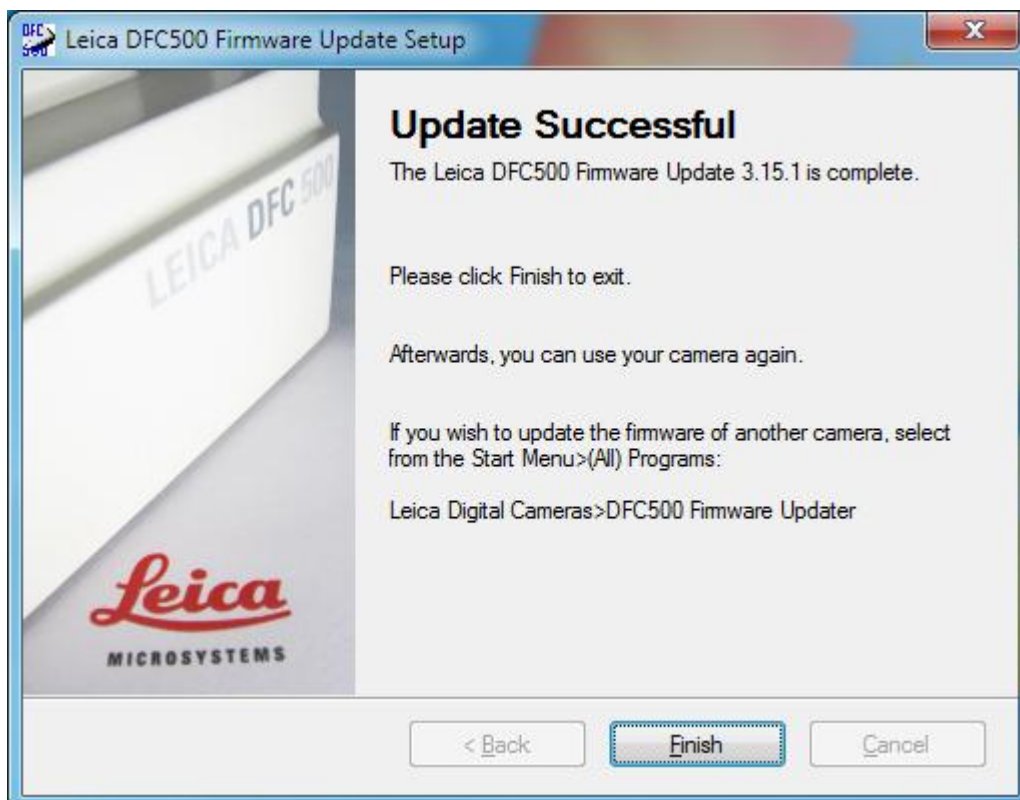 DFC
500
Leica DFC500 Firmware Update Setup
LEICA DFC 500
Update Successful
The Leica DFC500 Firmware Update 3.15.1 is complete.
Please click Finish to exit.
Afterwards, you can use your camera again.
If you wish to update the firmware of another camera, select
from the Start Menu>(All) Programs:
Leica Digital Cameras>DFC500 Firmware Updater
Leica
MICROSYSTEMS
< Back
Finish
Cancel